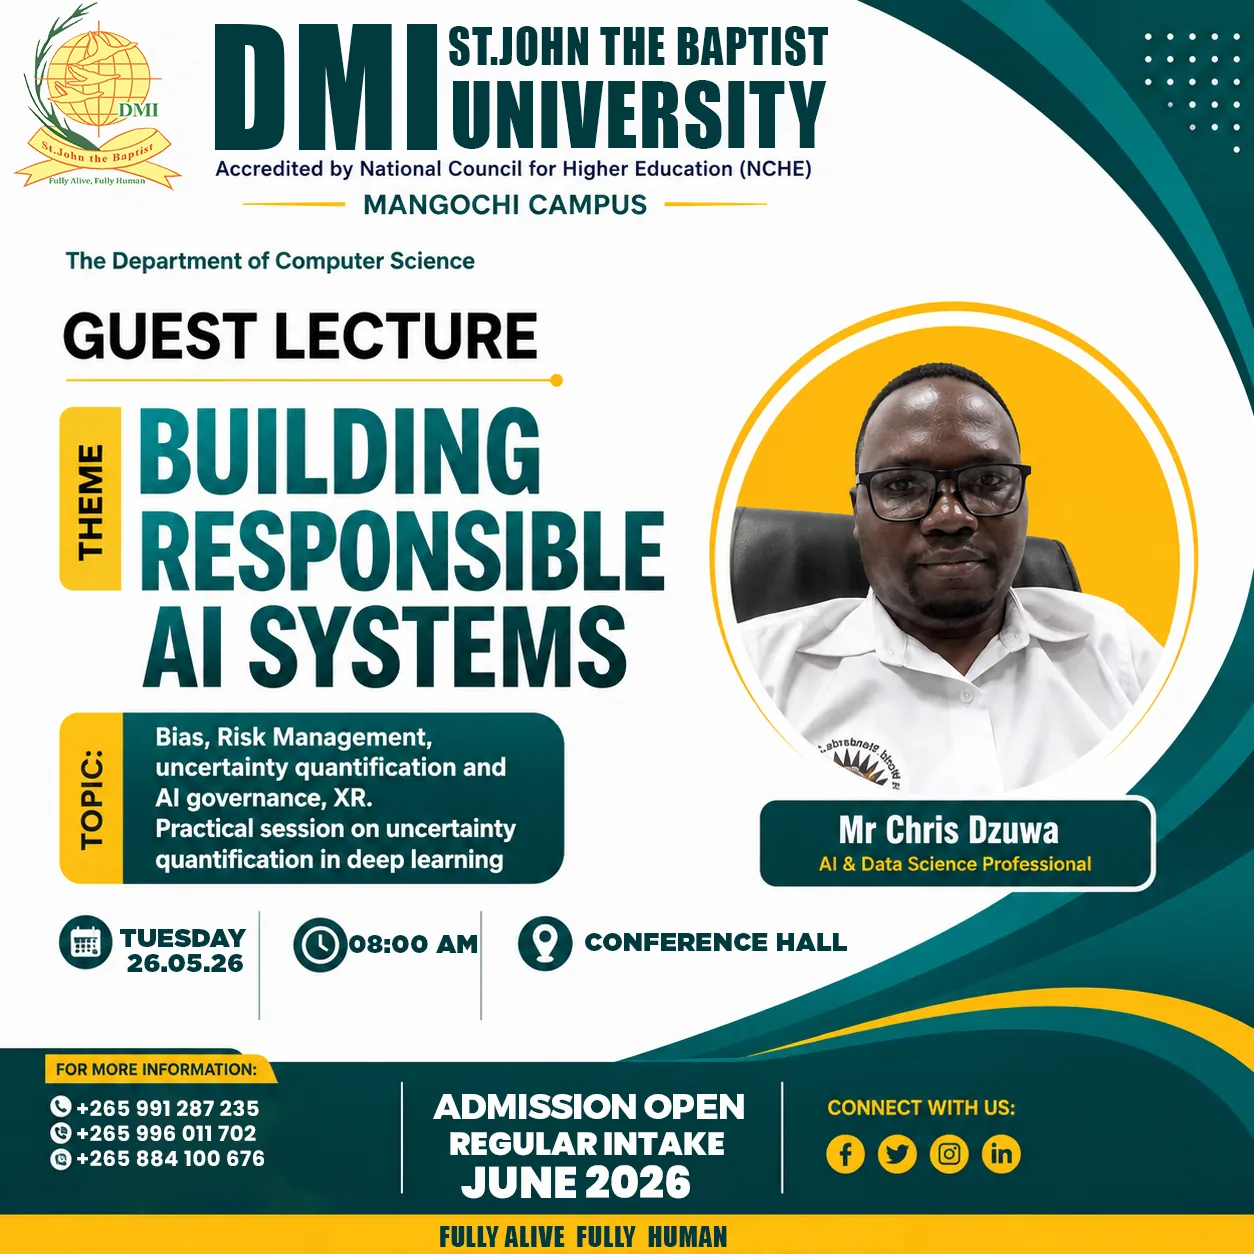 DMI
St.John the Baptist
Fully Alive, Fully Human
DMI ST.JOHN THE BAPTIST
UNIVERSITY
Accredited by National Council for Higher Education (NCHE)
MANGOCHI CAMPUS
The Department of Computer Science
GUEST LECTURE
THEME
BUILDING
RESPONSIBLE
AI SYSTEMS
TOPIC:
Bias, Risk Management,
uncertainty quantification and
AI governance, XR.
Practical session on uncertainty
quantification in deep learning
Mr Chris Dzuwa
AI & Data Science Professional
TUESDAY
26.05.26
08:00 AM
CONFERENCE HALL
FOR MORE INFORMATION:
+265 991 287 235
+265 996 011 702
+265 884 100 676
ADMISSION OPEN
REGULAR INTAKE
JUNE 2026
CONNECT WITH US:
FULLY ALIVE FULLY HUMAN